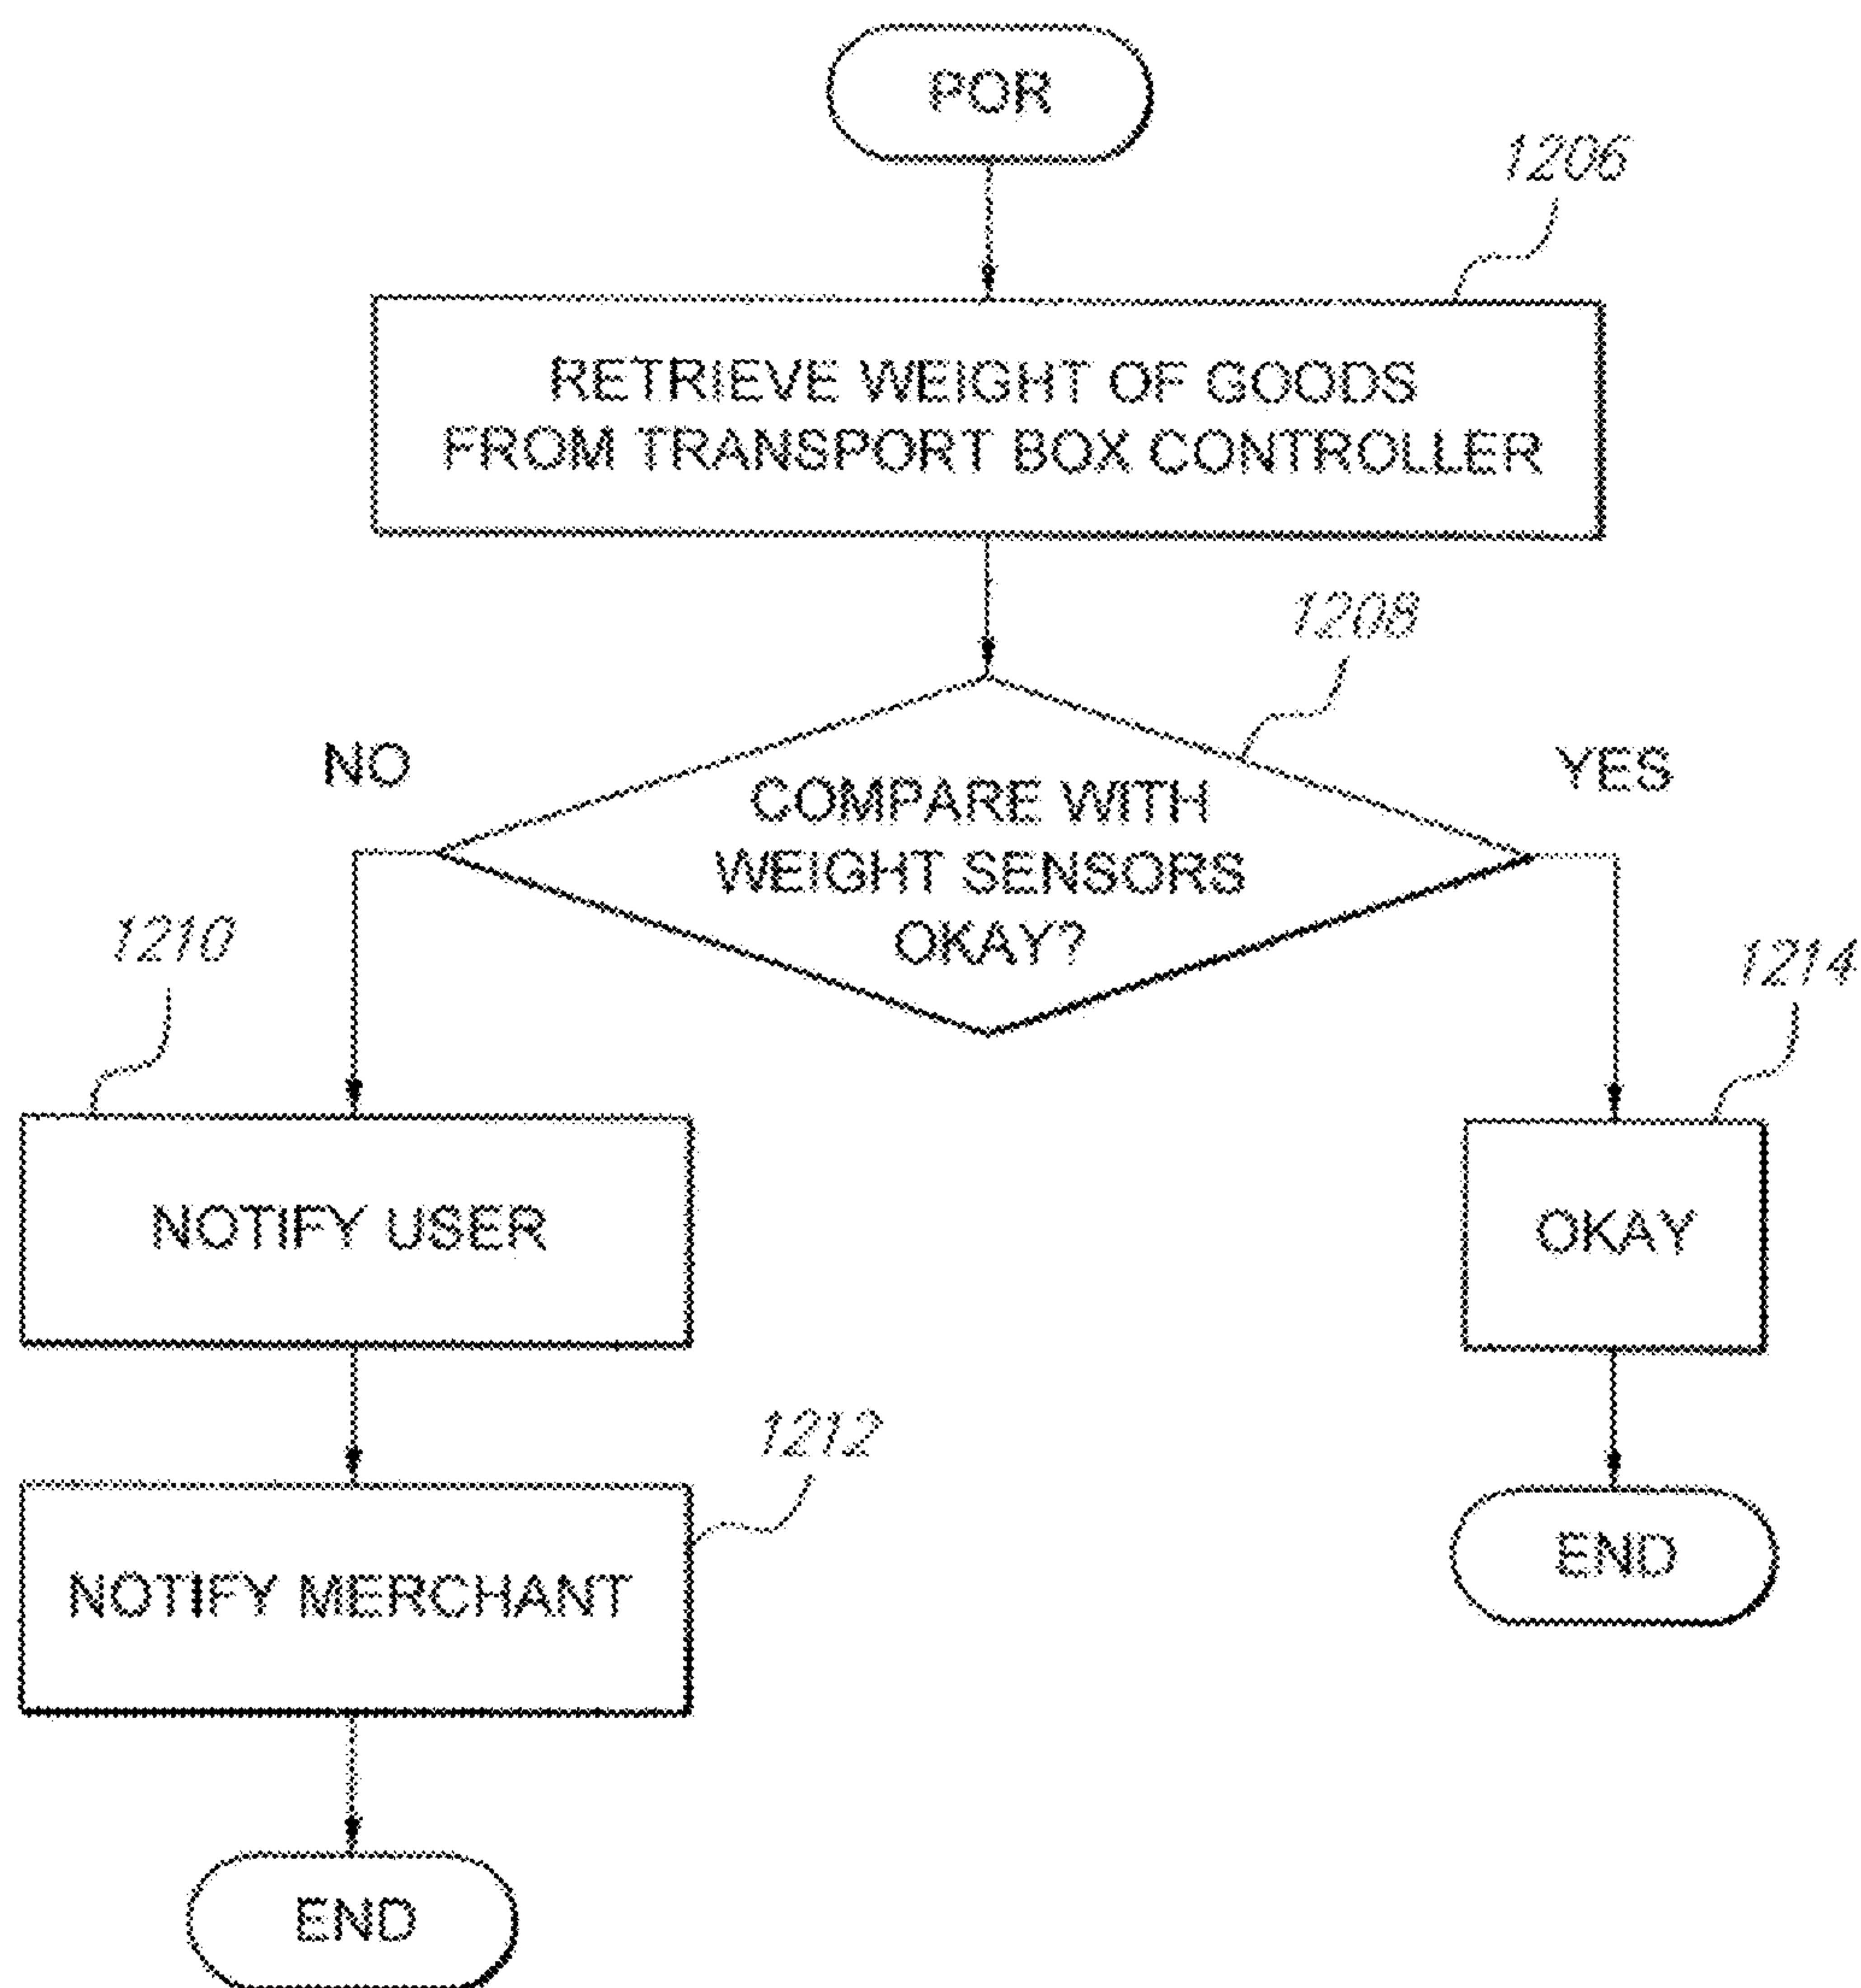 POR
1206
RETRIEVE WEIGHT OF GOODS
FROM TRANSPORT BOX CONTROLLER
1208
NO
YES
COMPARE WITH
WEIGHT SENSORS
OKAY?
1210
1214
NOTIFY USER
OKAY
1212
NOTIFY MERCHANT
END
END